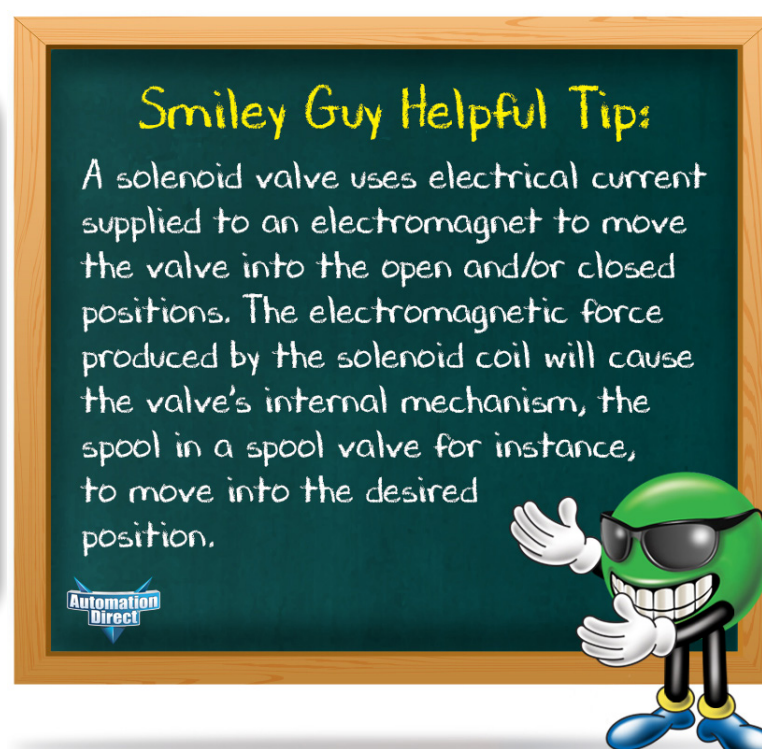 Smiley Guy Helpful Tip:
A solenoid valve uses electrical current
supplied to an electromagnet to move
the valve into the open and/or closed
positions. The electromagnetic force
produced by the solenoid coil will cause
the valve's internal mechanism, the
spool in a spool valve for instance,
to move into the desired
position.
Automation
Direct